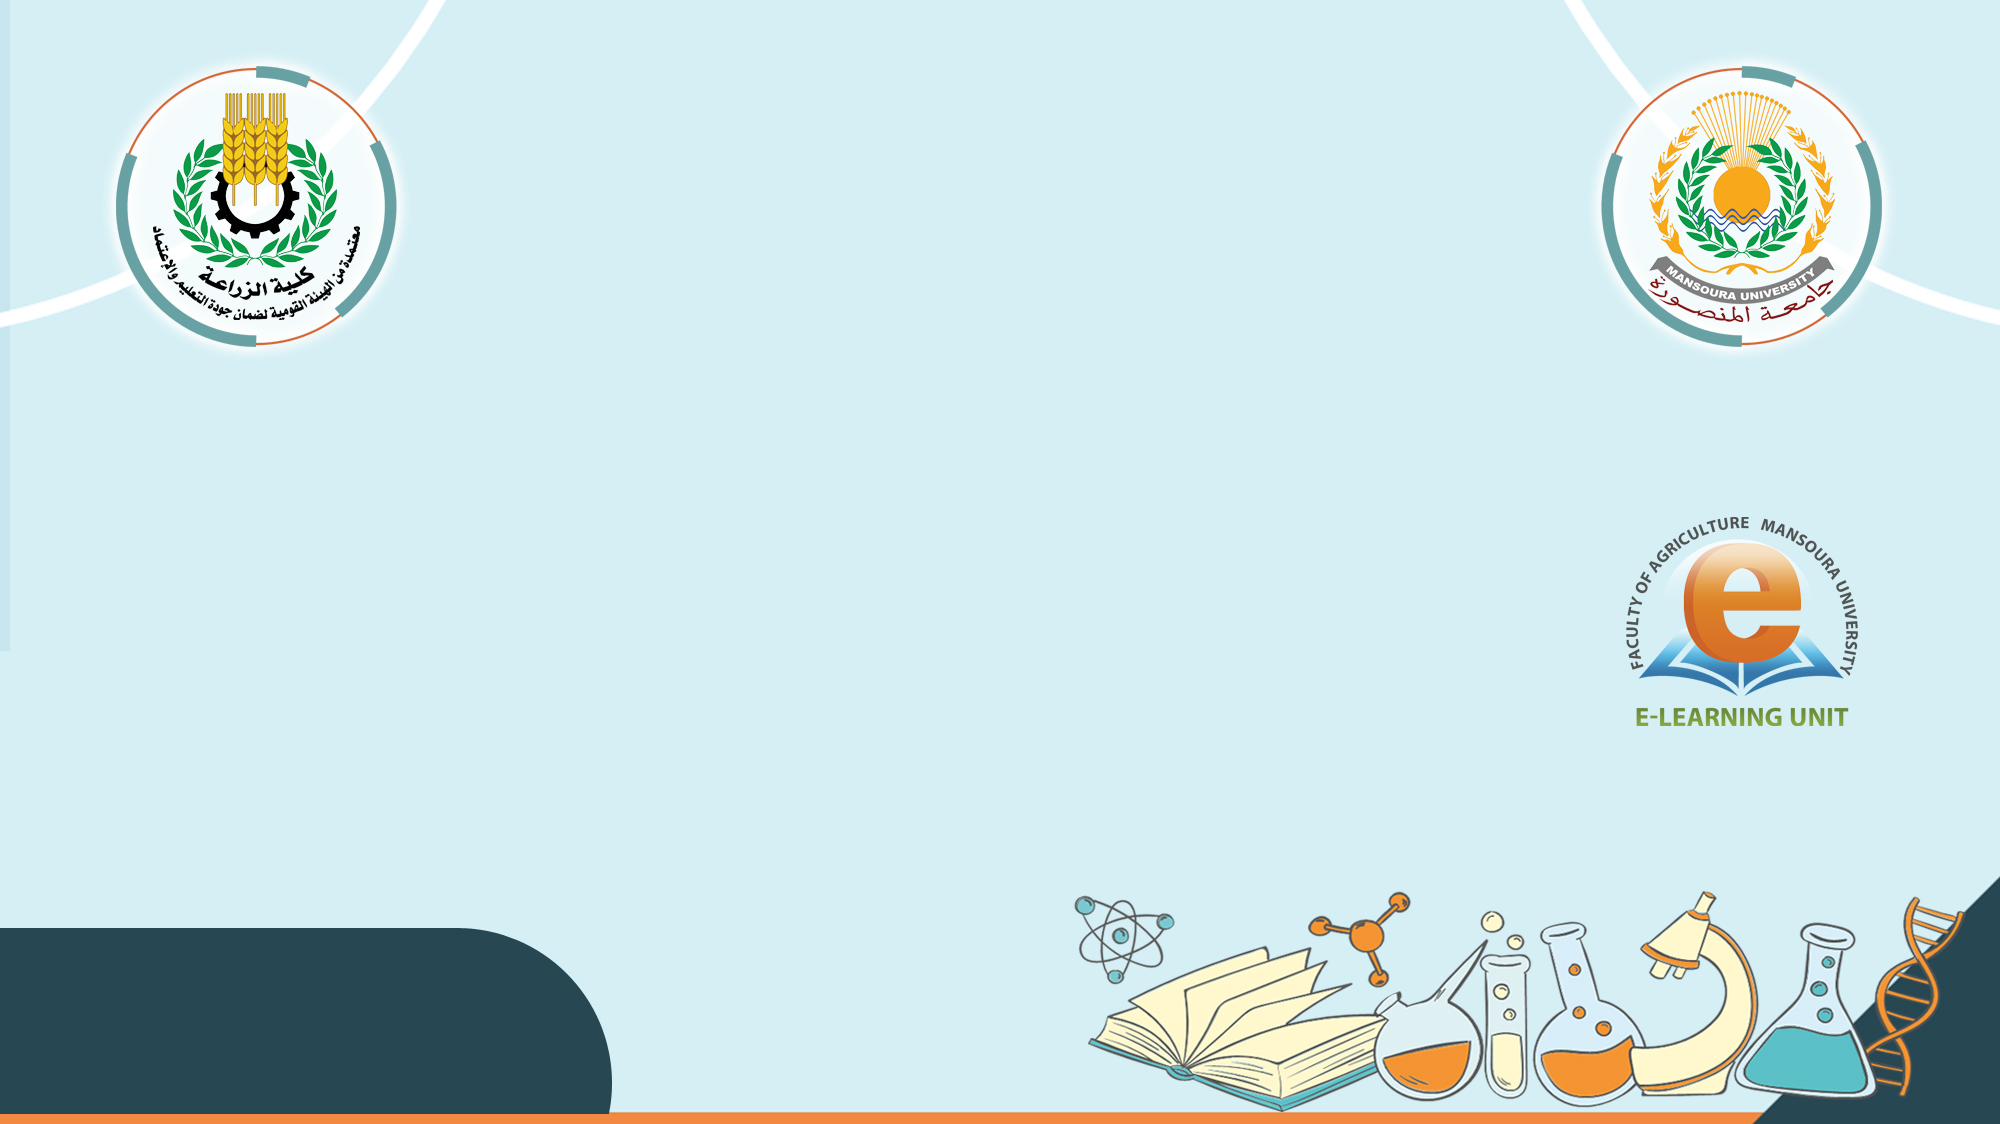 كلية الزراعة
معتمدة من الهيئة القومية لضمان جودة التعليم والإعتماد
MANSOURA UNIVERSITY
جامعة المنصورة
FACULTY OF AGRICULTURE MANSOURA UNIVERSITY
e
E-LEARNING UNIT